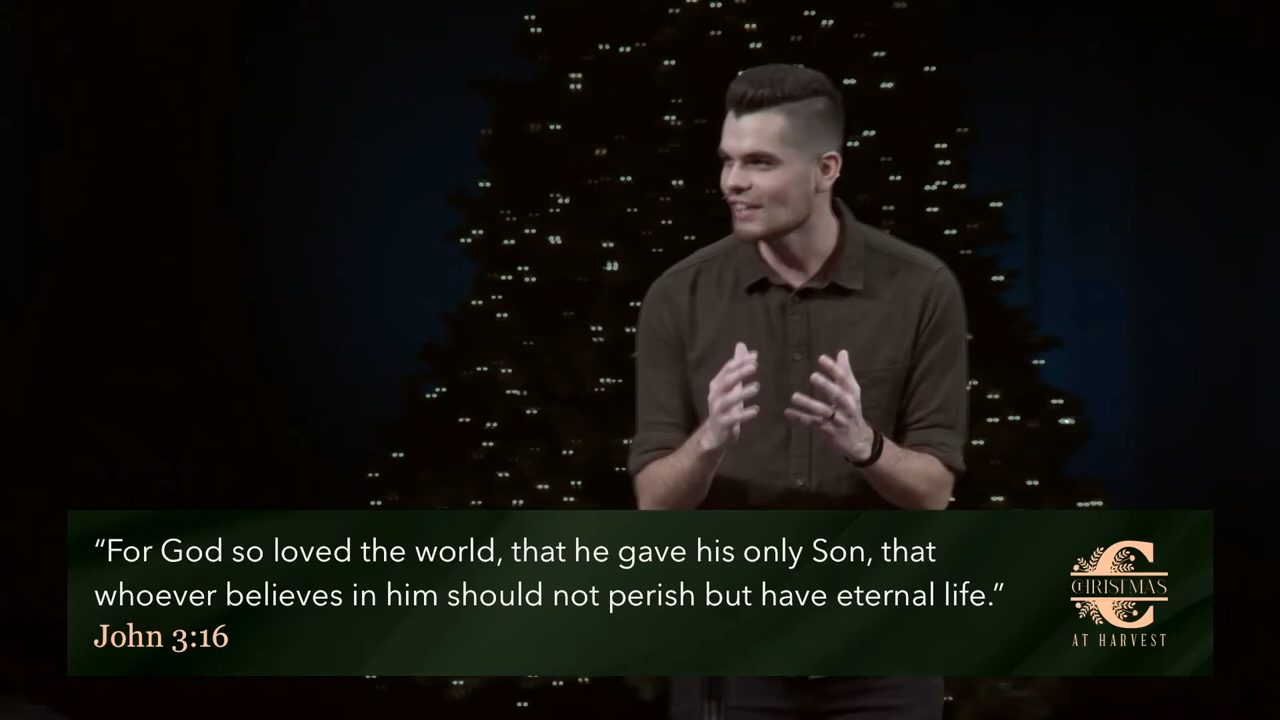 “For God so loved the world, that he gave his only Son, that
whoever believes in him should not perish but have eternal life.”
John 3:16
C
CHRISTMAS
AT HARVEST